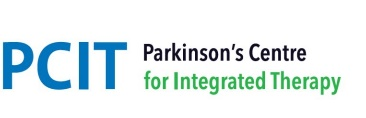 PCIT
Parkinson's Centre
for Integrated Therapy